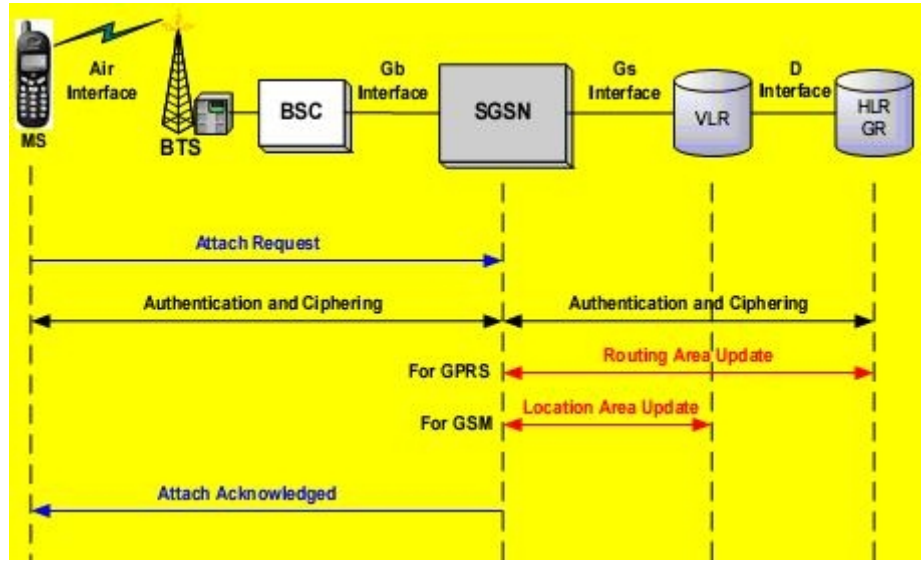 Air
Interface
Gb
Interface
Gs
Interface
D
Interface
MS
BTS
BSC
SGSN
VLR
HLR
GR
Attach Request
Authentication and Ciphering
Authentication and Ciphering
For GPRS
Routing Area Update
For GSM
Location Area Update
Attach Acknowledged